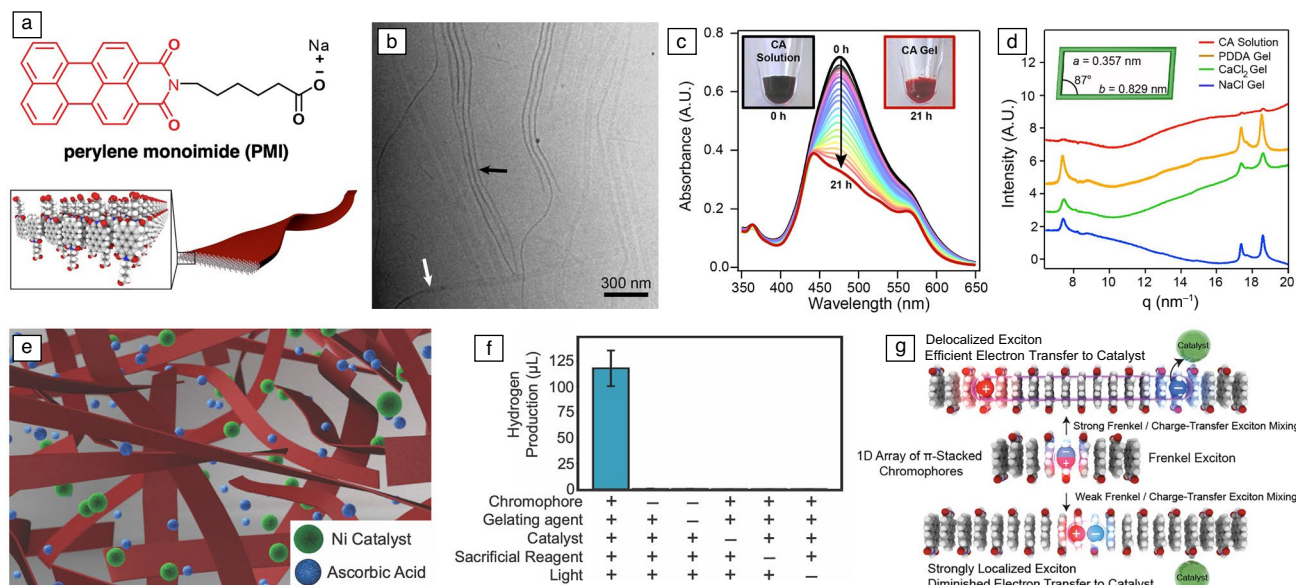 a
O
N
O
O
O
Na
+
−
perylene monoimide (PMI)
b
300 nm
c
CA
Solution
0 h
0 h
CA Gel
21 h
21 h
Absorbance (A.U.)
0.8
0.6
0.4
0.2
0.0
350 400 450 500 550 600 650
Wavelength (nm)
d
a = 0.357 nm
87°
b = 0.829 nm
CA Solution
PDDA Gel
CaCl2 Gel
NaCl Gel
Intensity (A.U.)
12
10
8
6
4
2
0
8 10 12 14 16 18 20
q (nm–1)
e
Ni Catalyst
Ascorbic Acid
f
Hydrogen
Production (μL)
125
100
75
50
25
0
Chromophore + – – + + +
Gelating agent + + – + + +
Catalyst + + + – + +
Sacrificial Reagent + + + + – +
Light + + + + + –
g
Delocalized Exciton
Efficient Electron Transfer to Catalyst
Catalyst
+ −
Strong Frenkel / Charge-Transfer Exciton Mixing
1D Array of π-Stacked
Chromophores
−
+
Frenkel Exciton
Weak Frenkel / Charge-Transfer Exciton Mixing
+ −
Strongly Localized Exciton
Diminished Electron Transfer to Catalyst
Catalyst